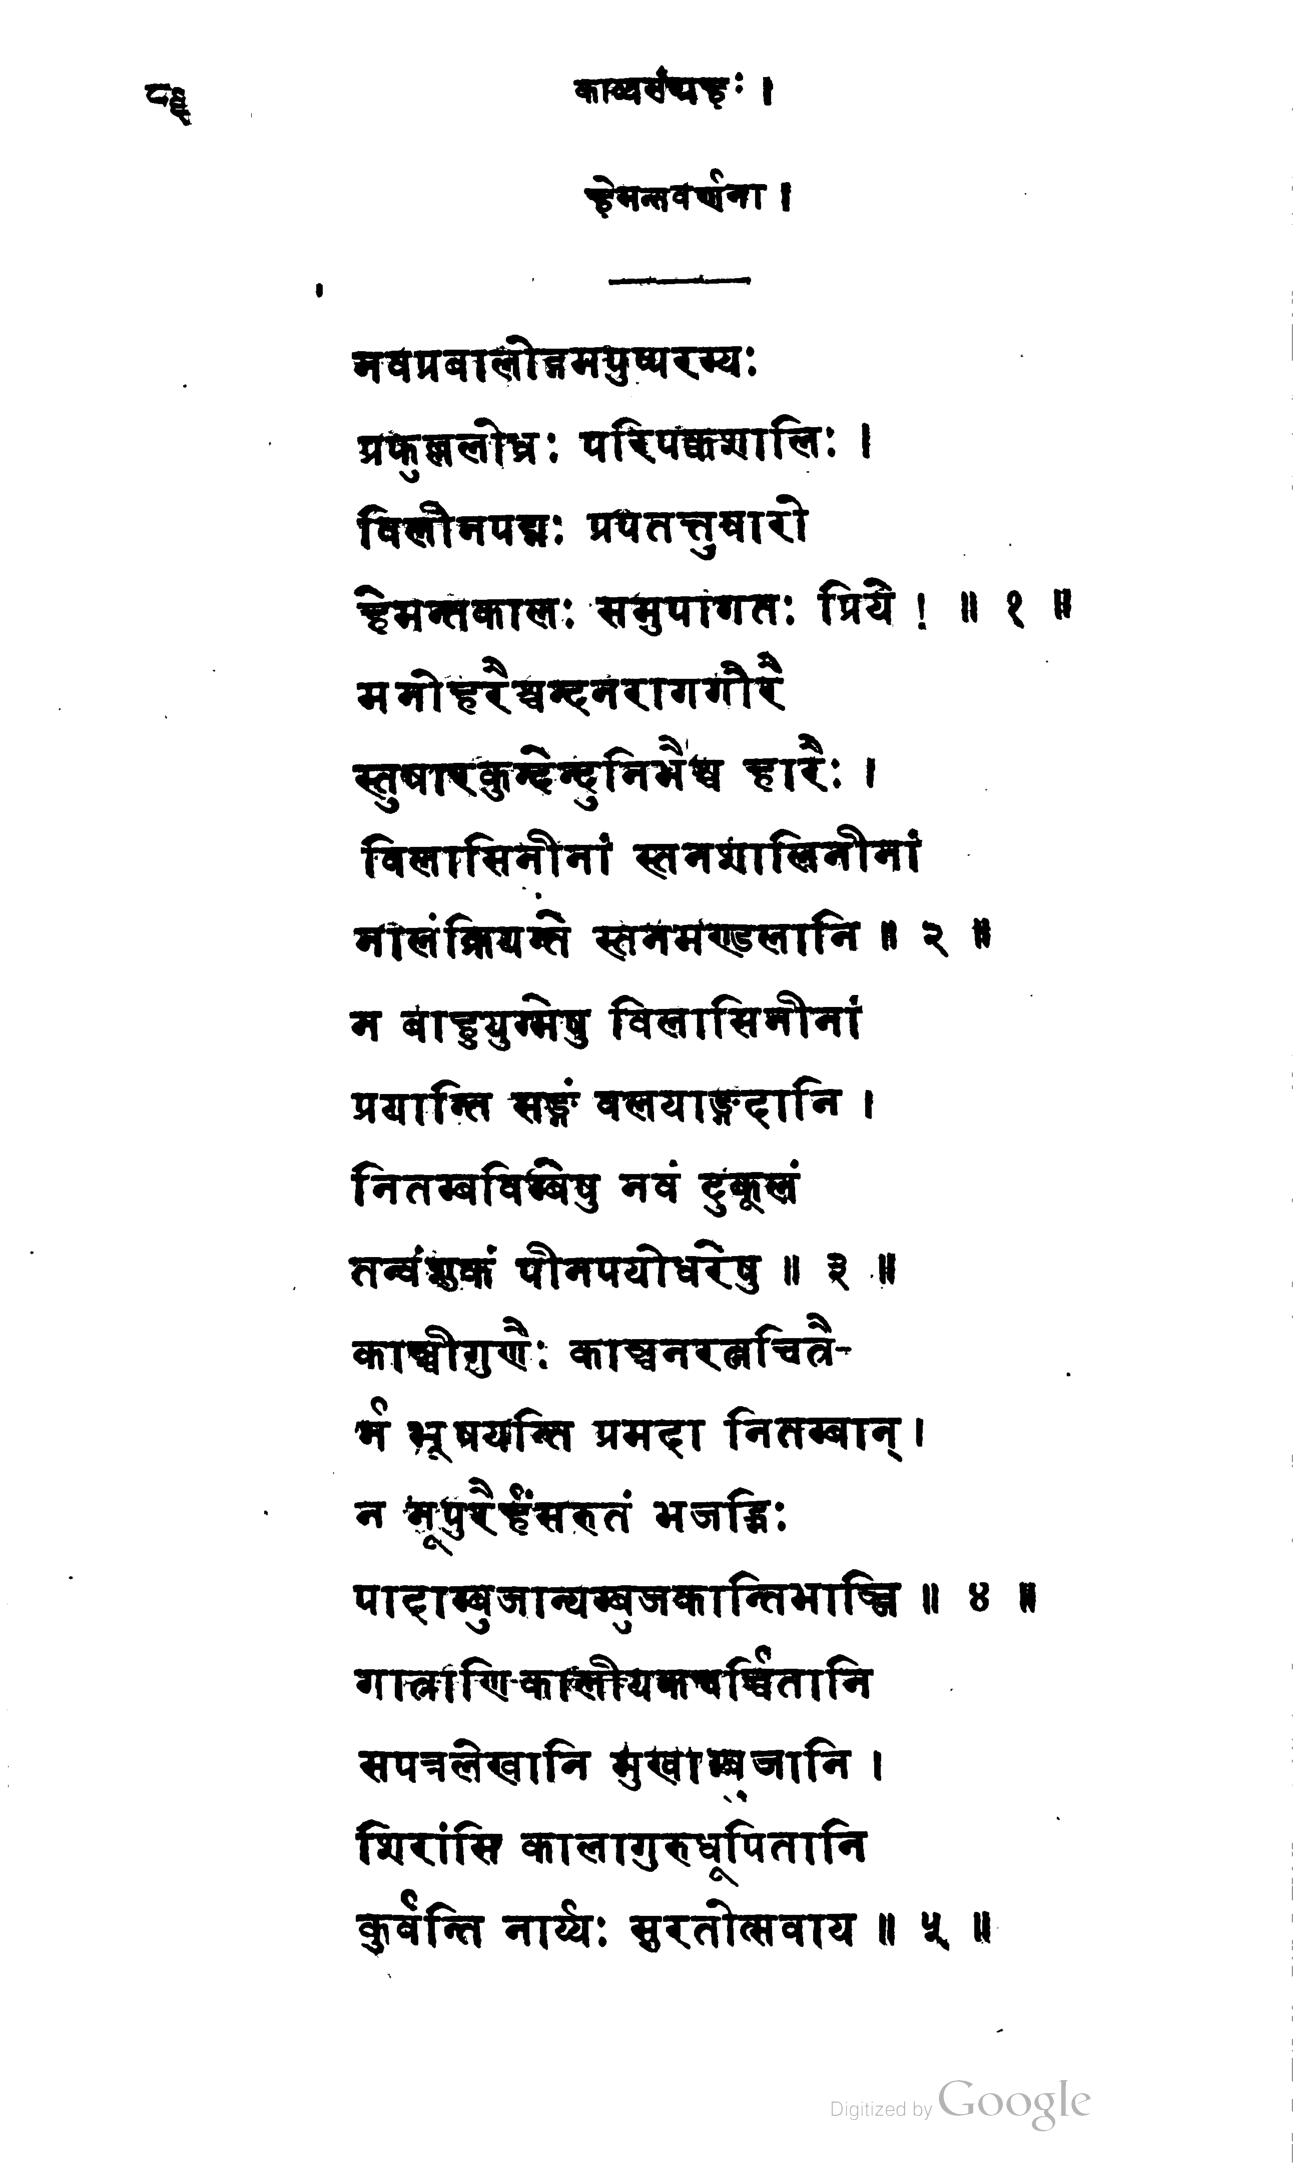 ८६
काव्यसंग्रहः ।
हेमन्तवर्णना ।
नवप्रबालोद्गमपुष्परम्यः
प्रफुल्ललोध्रः परिपक्वशालिः ।
विलीनपद्मः प्रपतत्तुषारो
हेमन्तकालः समुपागतः प्रिये ! ॥ १ ॥
मनोहरैश्चन्दनरागगौरै
स्तुषारकुन्देन्दुनिभैश्च हारैः ।
विलासिनीनां स्तनशालिनीनां
नालंक्रियन्ते स्तनमण्डलानि ॥ २ ॥
न बाहुयुग्मेषु विलासिनीनां
प्रयान्ति सङ्गं वलयाङ्गदानि ।
नितम्बविम्बेषु नवं दुकूलं
तन्वंशुकं पीनपयोधरेषु ॥ ३ ॥
काञ्चीगुणैः काञ्चनरत्नचित्रै-
र्न भूषयन्ति प्रमदा नितम्बान् ।
न नूपुरैर्हंसरुतं भजद्भिः
पादाम्बुजान्यम्बुजकान्तिभाञ्जि ॥ ४ ॥
गात्राणि कालीयकचर्च्चितानि
सपत्रलेखानि मुखाम्बुजानि ।
शिरांसि कालागुरुधूपितानि
कुर्वन्ति नार्य्यः सुरतोत्सवाय ॥ ५ ॥
Digitized by Google